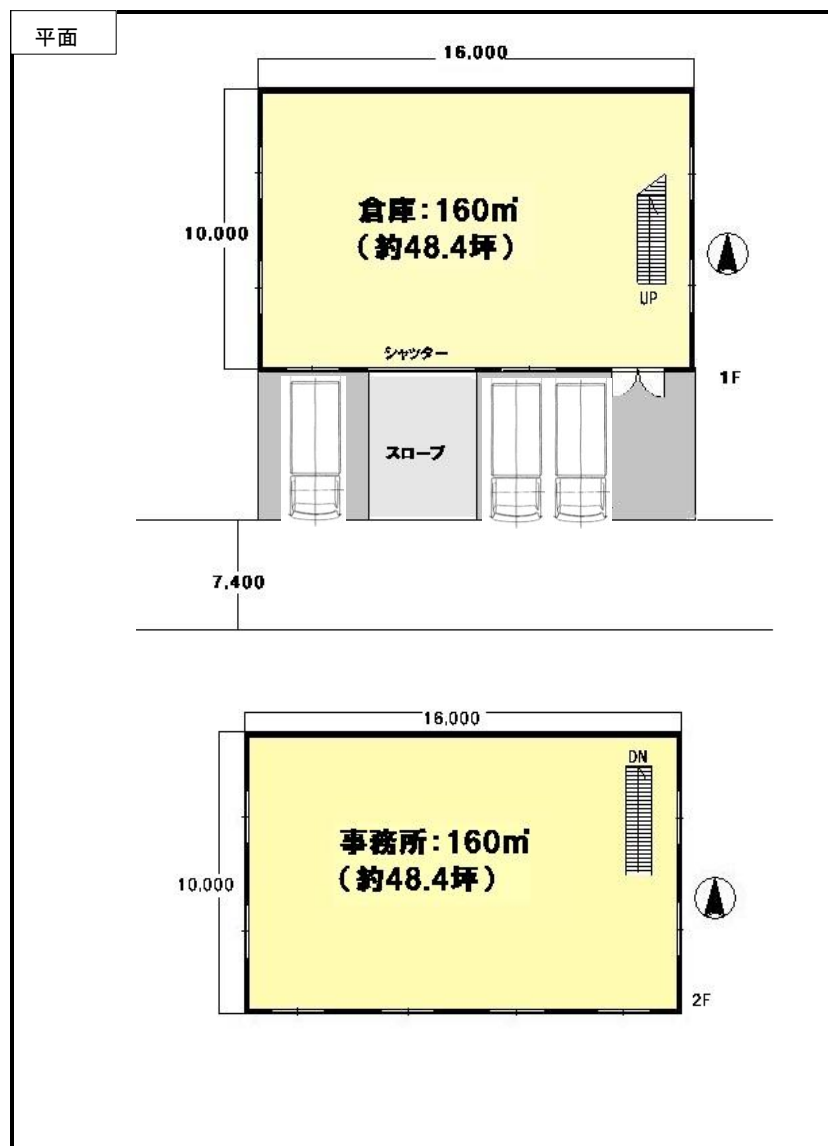 平面
16,000
10,000
倉庫:160㎡
(約48.4坪)
UP
シャッター
1F
スロープ
7,400
16,000
DN
事務所:160㎡
(約48.4坪)
10,000
2F